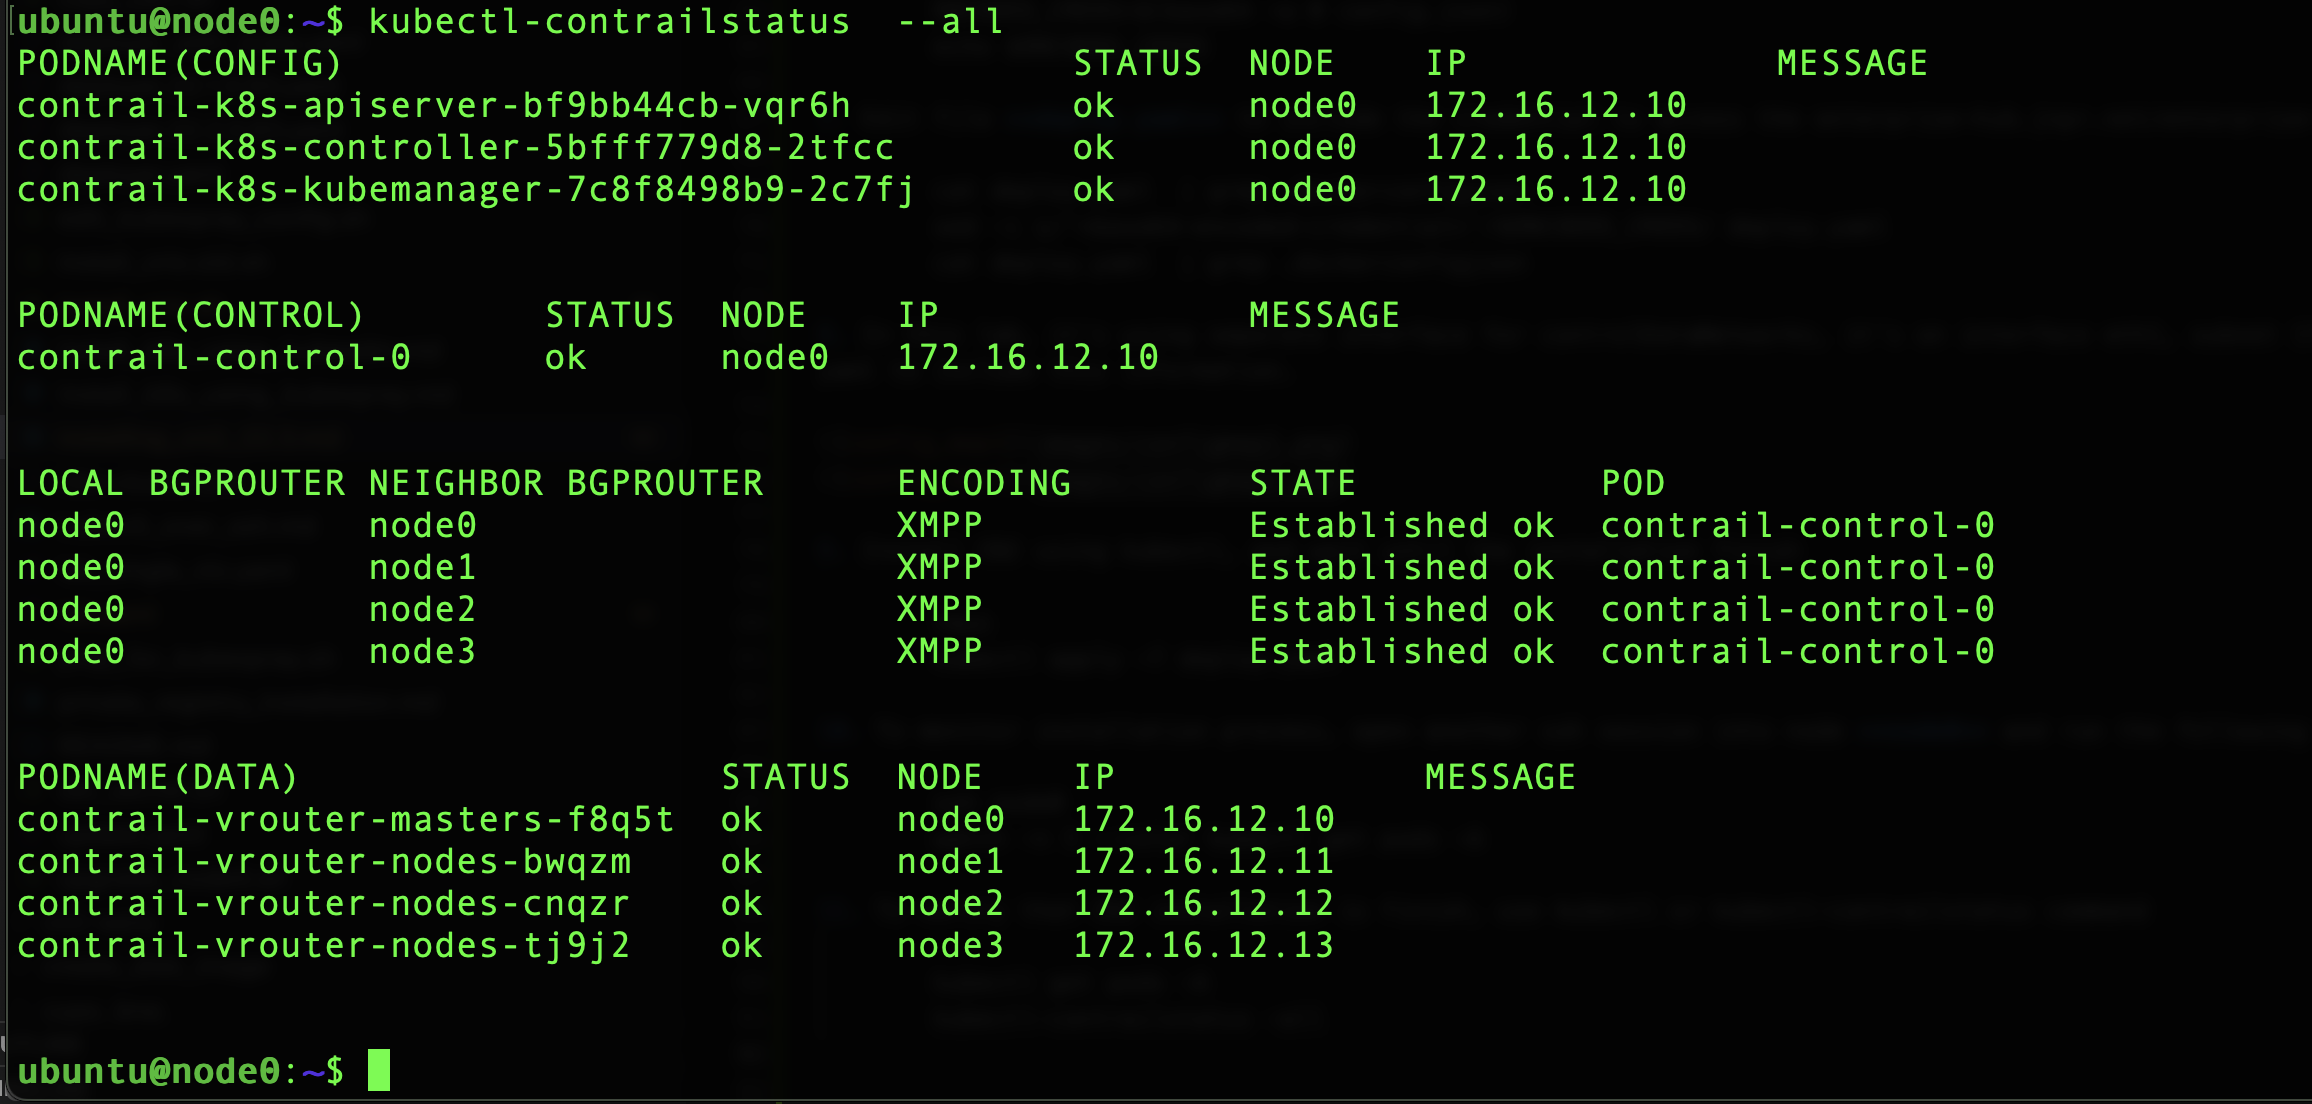 ubuntu@node0:~$ kubectl-contrailstatus  --all
PODNAME(CONFIG) STATUS NODE IP MESSAGE
contrail-k8s-apiserver-bf9bb44cb-vqr6h ok node0 172.16.12.10
contrail-k8s-controller-5bfff779d8-2tfcc ok node0 172.16.12.10
contrail-k8s-kubemanager-7c8f8498b9-2c7fj ok node0 172.16.12.10
PODNAME(CONTROL) STATUS NODE IP MESSAGE
contrail-control-0 ok node0 172.16.12.10
LOCAL BGPROUTER NEIGHBOR BGPROUTER ENCODING STATE POD
node0 node0 XMPP Established ok contrail-control-0
node0 node1 XMPP Established ok contrail-control-0
node0 node2 XMPP Established ok contrail-control-0
node0 node3 XMPP Established ok contrail-control-0
PODNAME(DATA) STATUS NODE IP MESSAGE
contrail-vrouter-masters-f8q5t ok node0 172.16.12.10
contrail-vrouter-nodes-bwqzm ok node1 172.16.12.11
contrail-vrouter-nodes-cnqzr ok node2 172.16.12.12
contrail-vrouter-nodes-tj9j2 ok node3 172.16.12.13
ubuntu@node0:~$